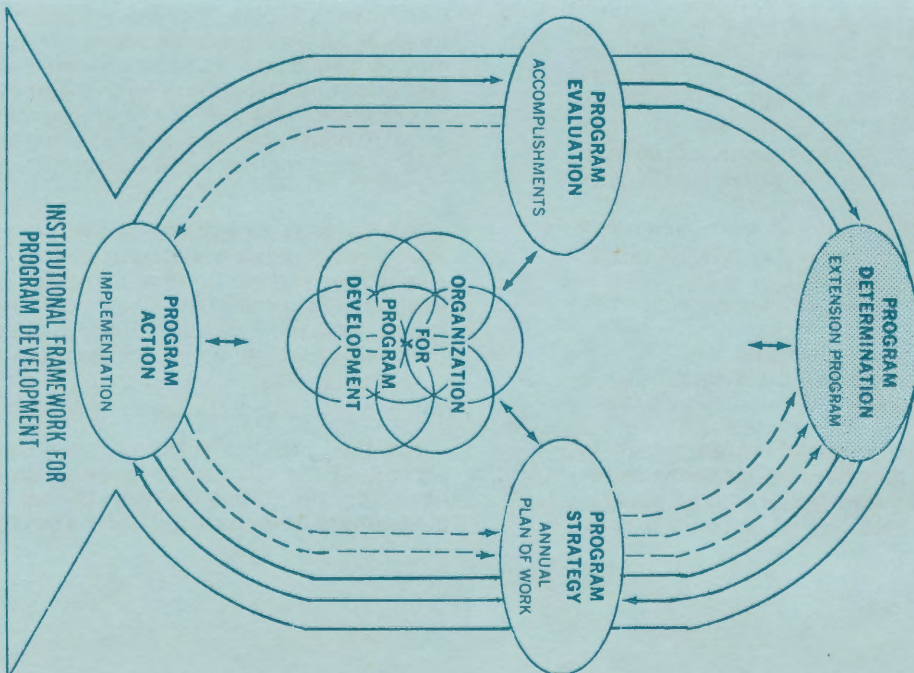 PROGRAM
DETERMINATION
EXTENSION PROGRAM
PROGRAM
EVALUATION
ACCOMPLISHMENTS
ORGANIZATION
FOR
PROGRAM
DEVELOPMENT
PROGRAM
STRATEGY
ANNUAL
PLAN OF WORK
PROGRAM
ACTION
IMPLEMENTATION
INSTITUTIONAL FRAMEWORK FOR
PROGRAM DEVELOPMENT